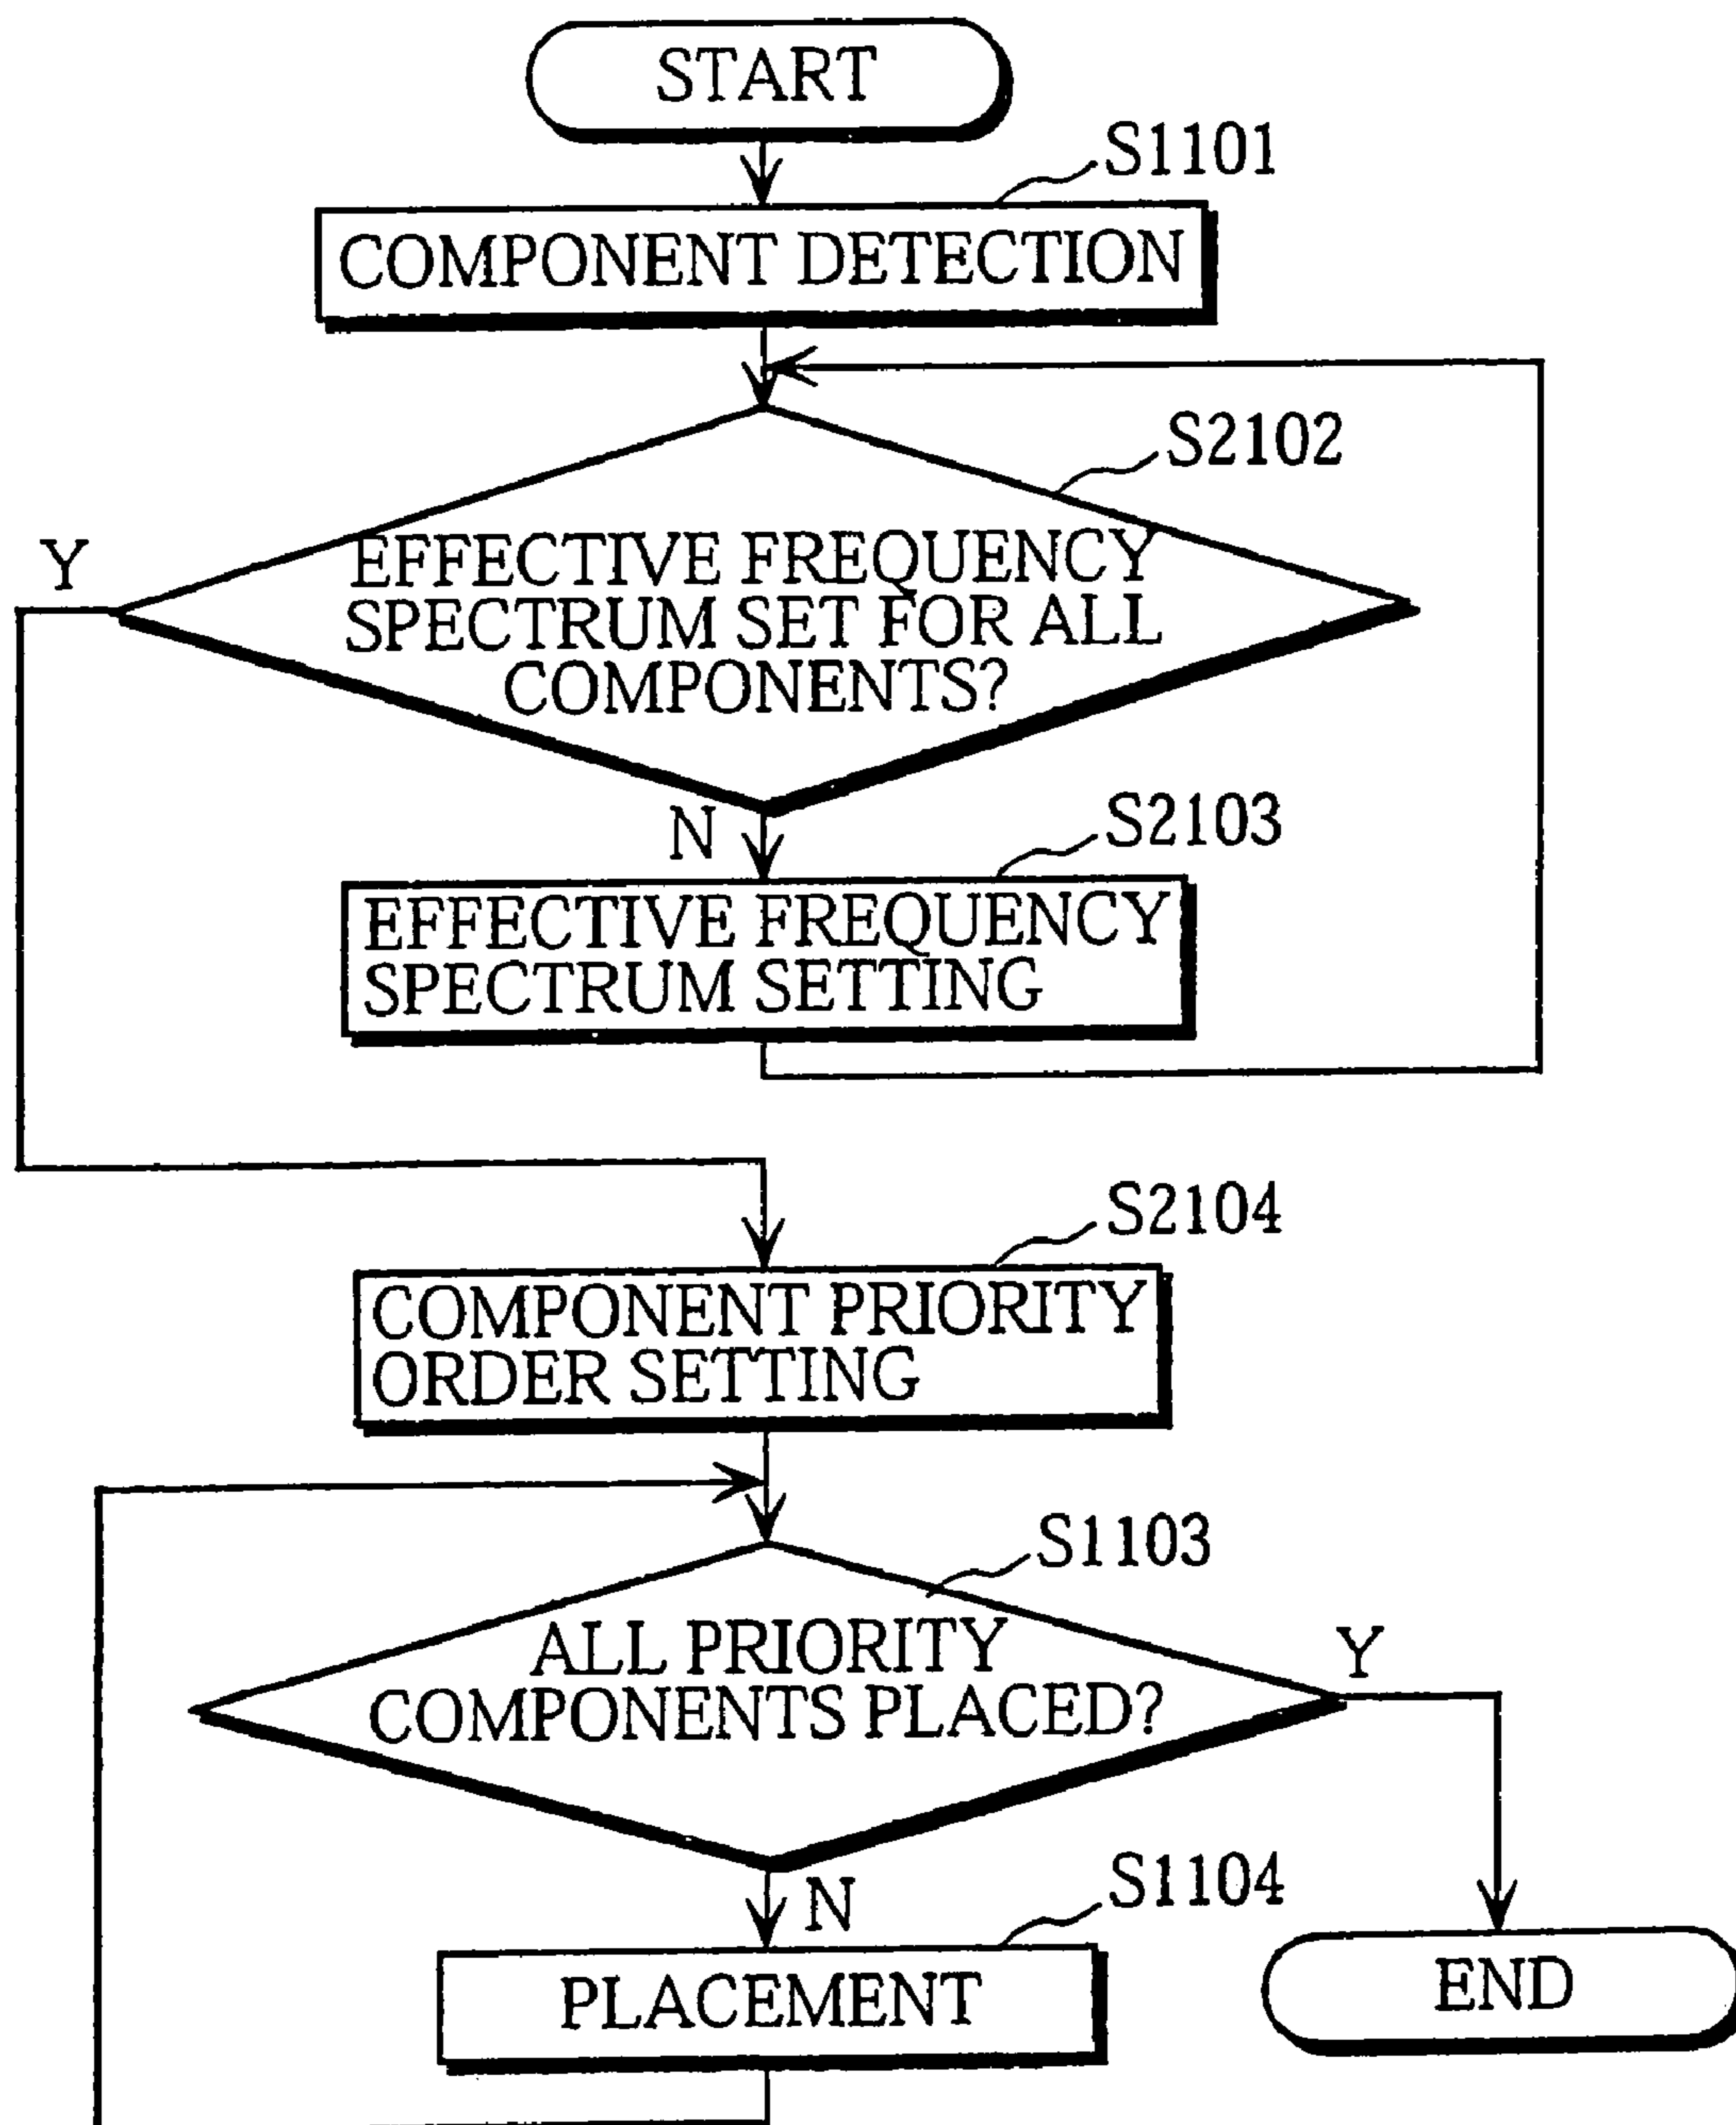 START
S1101
COMPONENT DETECTION
S2102
Y
EFFECTIVE FREQUENCY
SPECTRUM SET FOR ALL
COMPONENTS?
N
S2103
EFFECTIVE FREQUENCY
SPECTRUM SETTING
S2104
COMPONENT PRIORITY
ORDER SETTING
S1103
ALL PRIORITY
COMPONENTS PLACED?
Y
N
S1104
PLACEMENT
END